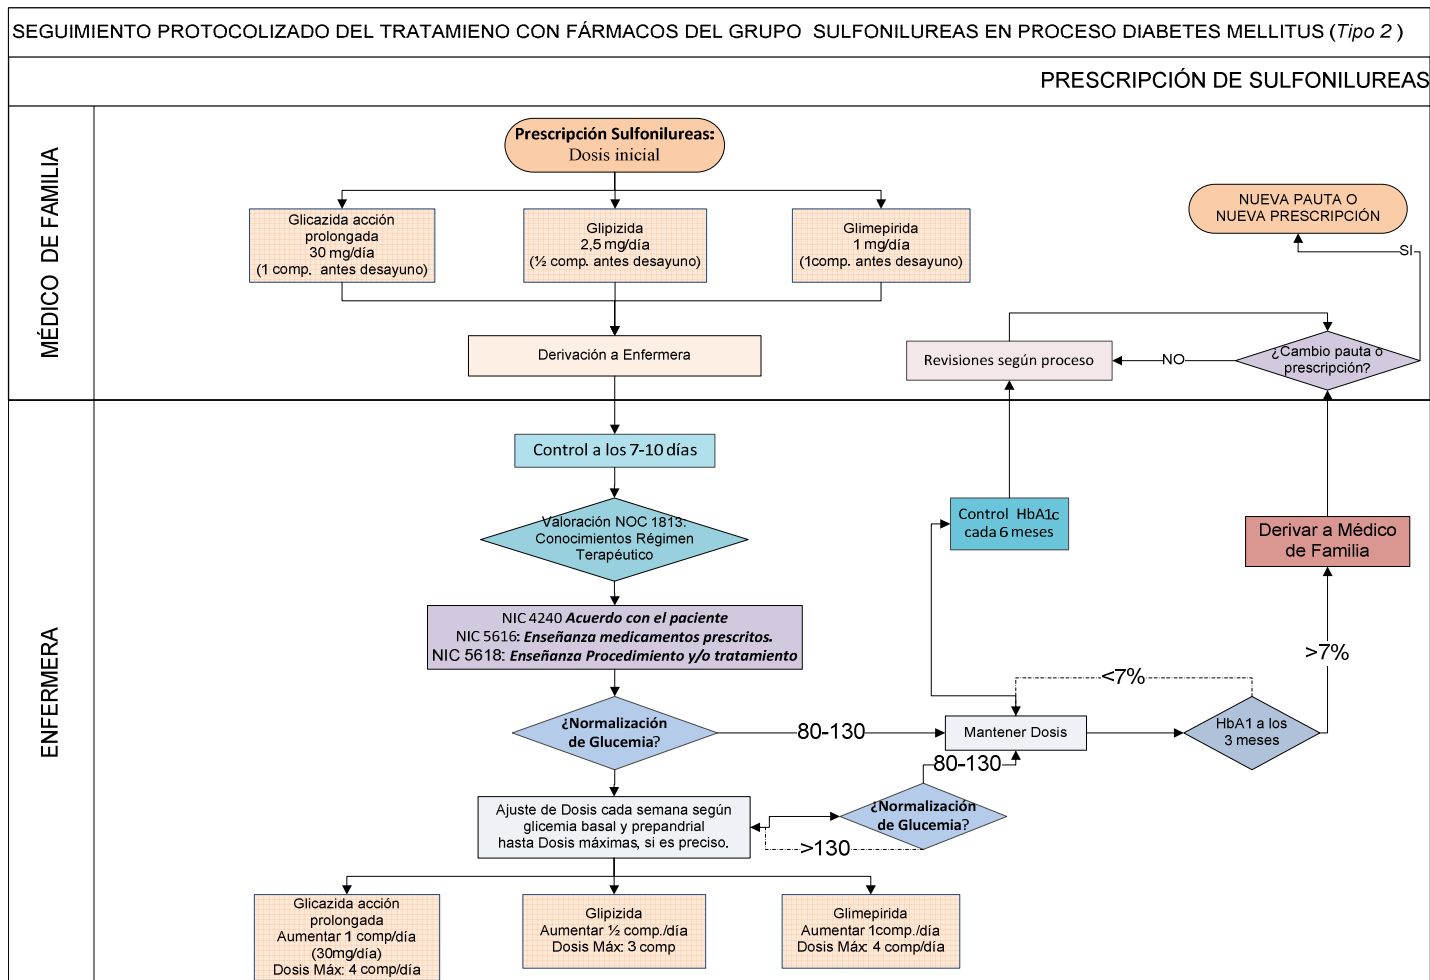 SEGUIMIENTO PROTOCOLIZADO DEL TRATAMIENO CON FÁRMACOS DEL GRUPO SULFONILUREAS EN PROCESO DIABETES MELLITUS (Tipo 2 )
PRESCRIPCIÓN DE SULFONILUREAS
MÉDICO DE FAMILIA
Prescripción Sulfonilureas:
Dosis inicial
Glicazida acción
prolongada
30 mg/día
(1 comp. antes desayuno)
Glipizida
2,5 mg/día
(½ comp. antes desayuno)
Glimepirida
1 mg/día
(1comp. antes desayuno)
NUEVA PAUTA O
NUEVA PRESCRIPCIÓN
SI
Derivación a Enfermera
Revisiones según proceso
NO
¿Cambio pauta o
prescripción?
ENFERMERA
Control a los 7-10 días
Valoración NOC 1813:
Conocimientos Régimen
Terapéutico
Control HbA1c
cada 6 meses
Derivar a Médico
de Familia
NIC 4240 Acuerdo con el paciente
NIC 5616: Enseñanza medicamentos prescritos.
NIC 5618: Enseñanza Procedimiento y/o tratamiento
>7%
<7%
¿Normalización
de Glucemia?
80-130
Mantener Dosis
HbA1 a los
3 meses
80-130
Ajuste de Dosis cada semana según
glicemia basal y prepandrial
hasta Dosis máximas, si es preciso.
¿Normalización
de Glucemia?
>130
Glicazida acción
prolongada
Aumentar 1 comp/día
(30mg/día)
Dosis Máx: 4 comp/día
Glipizida
Aumentar ½ comp./día
Dosis Máx: 3 comp
Glimepirida
Aumentar 1comp./día
Dosis Máx: 4 comp/día